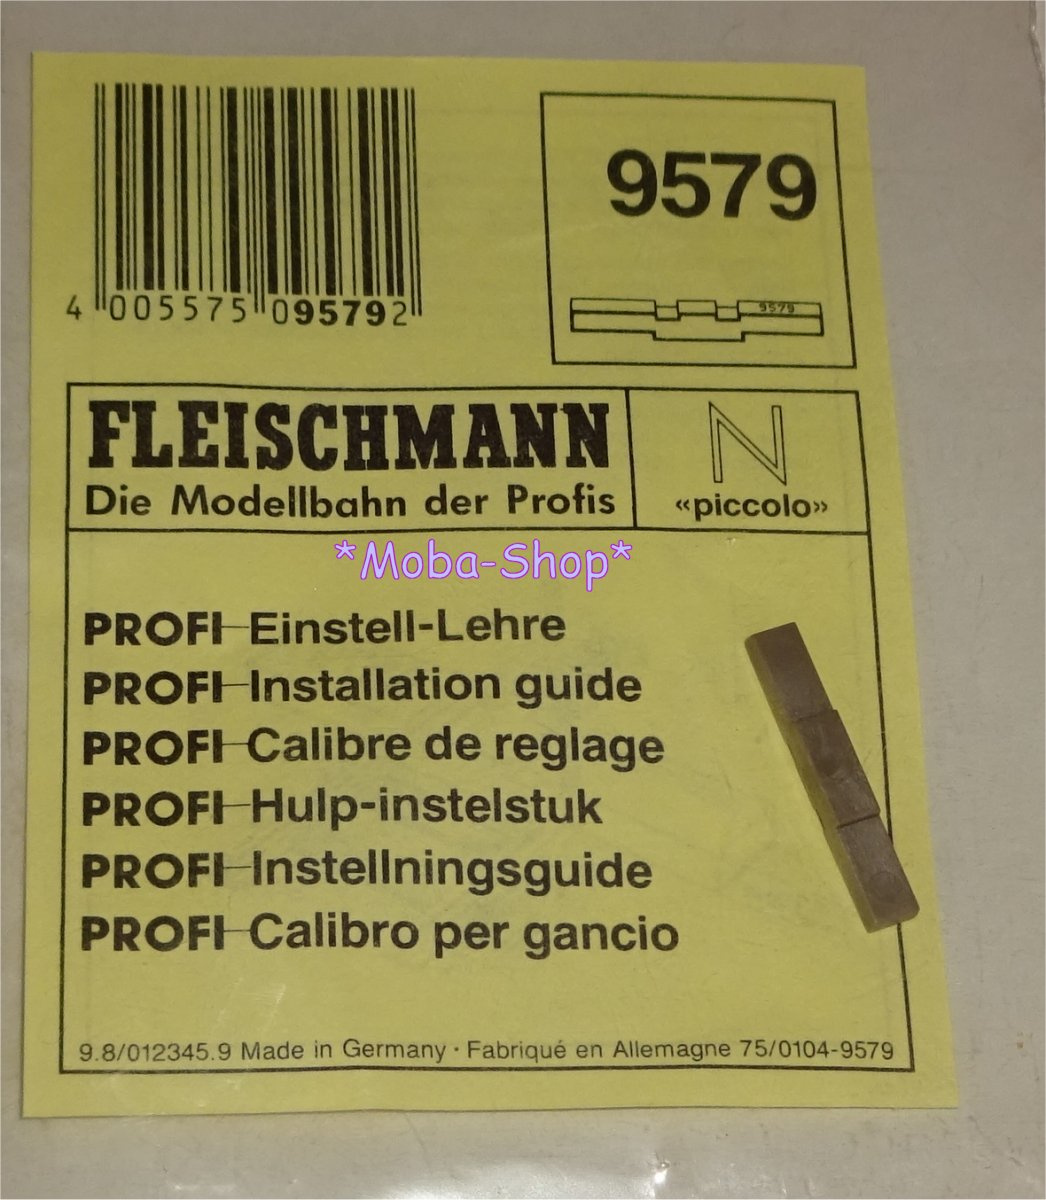 4 005575 095792
9579
9579
FLEISCHMANN
Die Modellbahn der Profis
N
«piccolo»
*Moba-Shop*
PROFI-Einstell-Lehre
PROFI-Installation guide
PROFI-Calibre de reglage
PROFI-Hulp-instelstuk
PROFI-Instellningsguide
PROFI-Calibro per gancio
9.8/012345.9 Made in Germany · Fabriqué en Allemagne 75/0104-9579